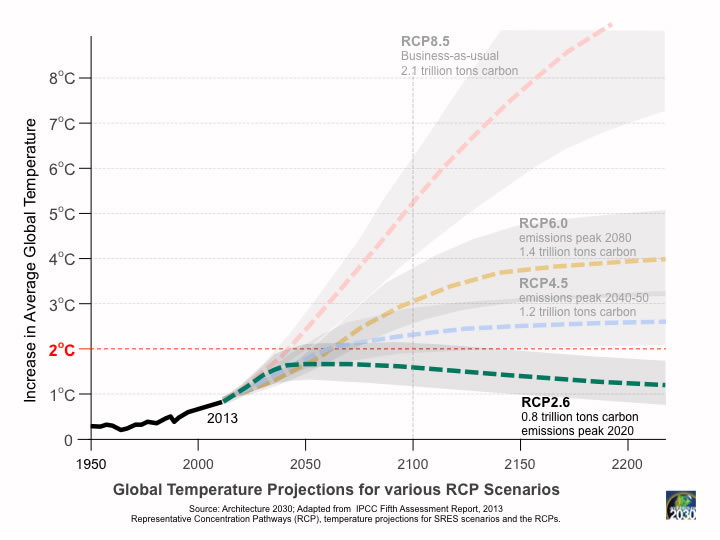 RCP8.5
Business-as-usual
2.1 trillion tons carbon
8°C
7°C
6°C
5°C
4°C
3°C
2°C
1°C
0
Increase in Average Global Temperature
RCP6.0
emissions peak 2080
1.4 trillion tons carbon
RCP4.5
emissions peak 2040-50
1.2 trillion tons carbon
RCP2.6
0.8 trillion tons carbon
emissions peak 2020
2013
1950
2000
2050
2100
2150
2200
Global Temperature Projections for various RCP Scenarios
Source: Architecture 2030; Adapted from IPCC Fifth Assessment Report, 2013
Representative Concentration Pathways (RCP), temperature projections for SRES scenarios and the RCPs.
2030